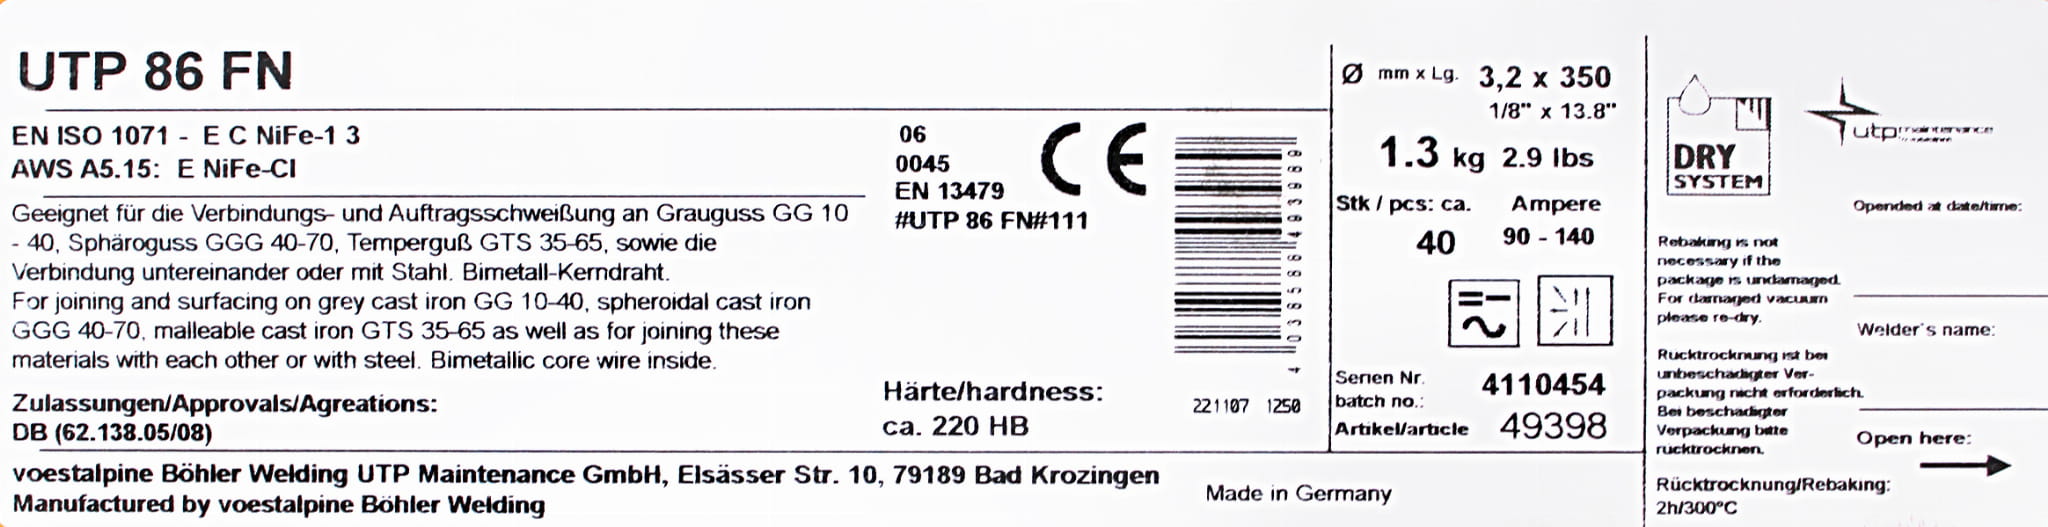 UTP 86 FN
EN ISO 1071 - E C NiFe-1 3
AWS A5.15: E NiFe-CI
Geeignet für die Verbindungs- und Auftragsschweißung an Grauguss GG 10
- 40, Sphäroguss GGG 40-70, Temperguß GTS 35-65, sowie die
Verbindung untereinander oder mit Stahl. Bimetall-Kerndraht.
For joining and surfacing on grey cast iron GG 10-40, spheroidal cast iron
GGG 40-70, malleable cast iron GTS 35-65 as well as for joining these
materials with each other or with steel. Bimetallic core wire inside.
Zulassungen/Approvals/Agreations:
DB (62.138.05/08)
06
0045
EN 13479
#UTP 86 FN#111
CE
Härte/hardness:
ca. 220 HB
221107 1250
Ø mm x Lg. 3,2 x 350
1/8" x 13.8"
1.3 kg 2.9 lbs
Stk / pcs: ca. Ampere
40 90 - 140
Serien Nr.
batch no.: 4110454
Artikel/article 49398
voestalpine Böhler Welding UTP Maintenance GmbH, Elsässer Str. 10, 79189 Bad Krozingen
Manufactured by voestalpine Böhler Welding
Made in Germany
DRY
SYSTEM
Rebaking is not
necessary if the
package is undamaged.
For damaged vacuum
please re-dry.
Rücktrocknung ist bei
unbeschädigter Ver-
packung nicht erforderlich.
Bei beschädigter
Verpackung bitte
rücktrocknen.
Rücktrocknung/Rebaking:
2h/300°C
utp maintenance
Opended at date/time:
Welder's name:
Open here: